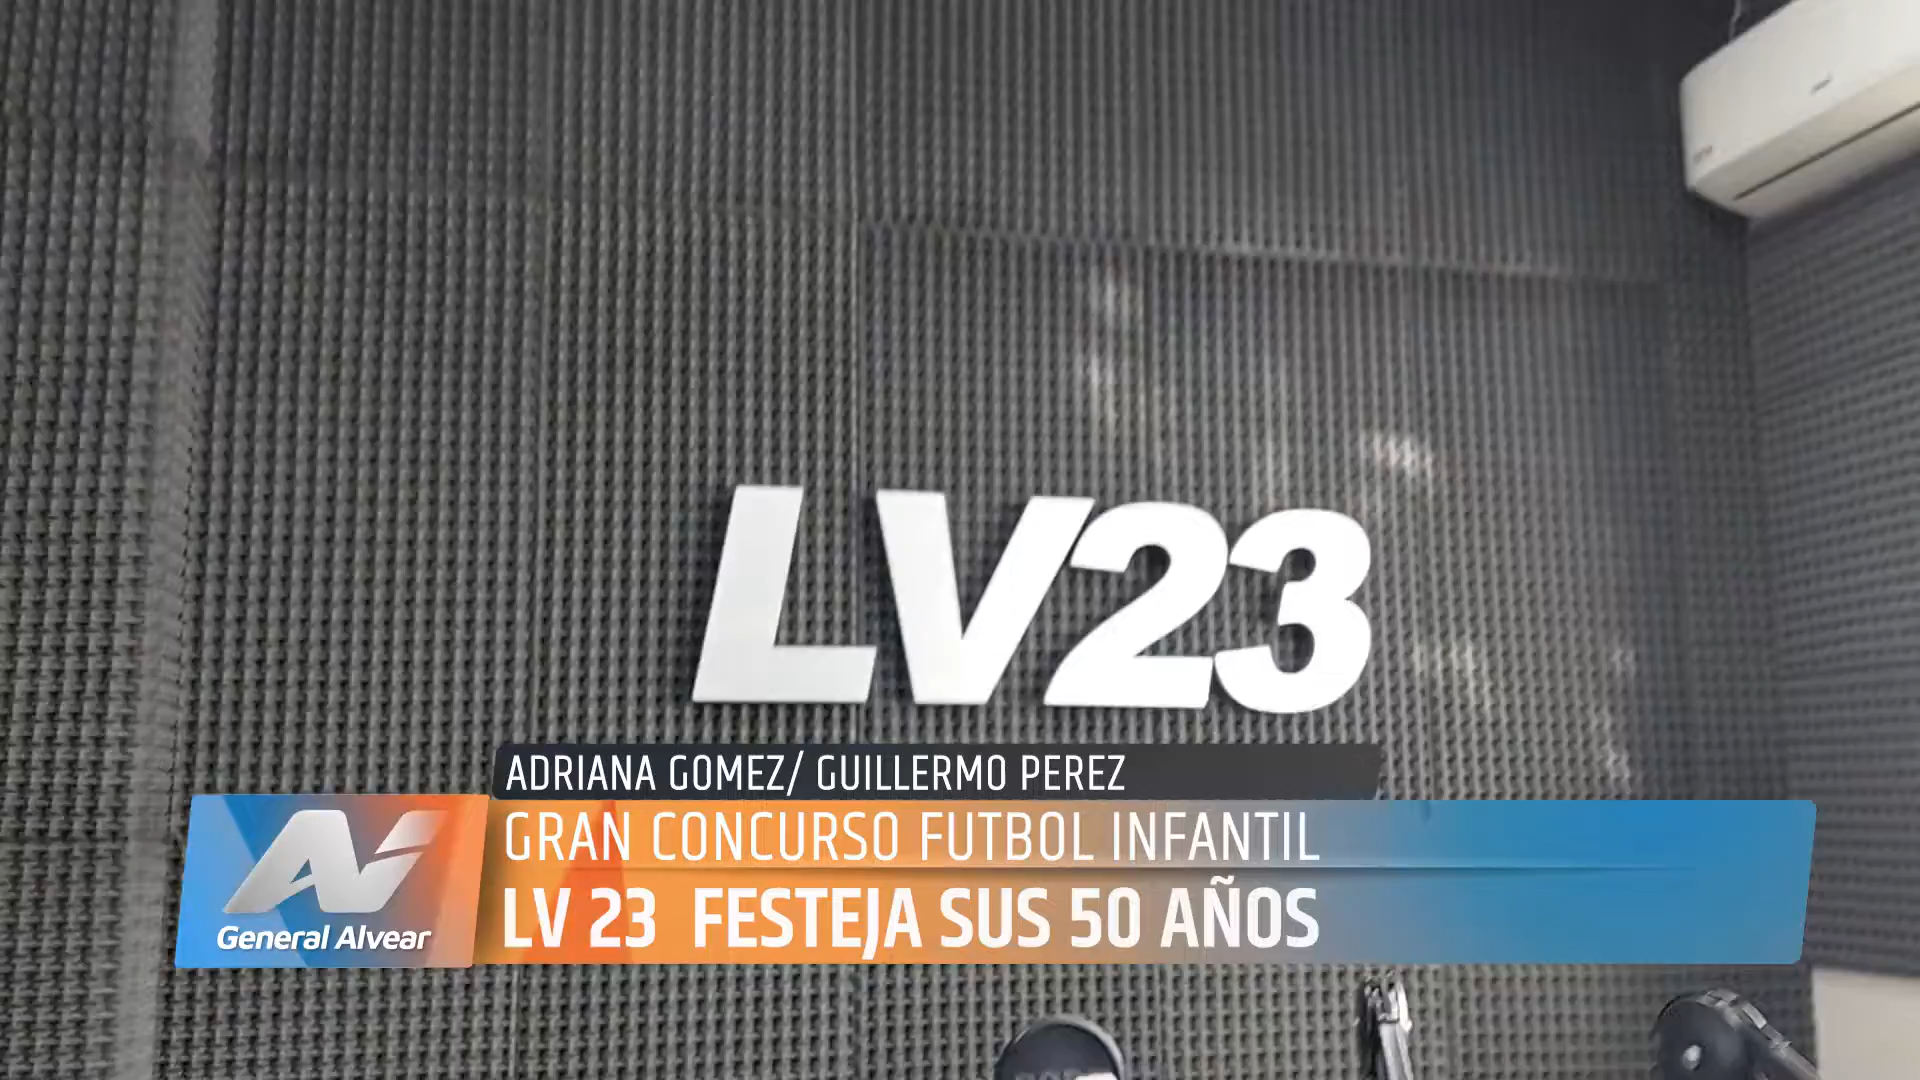 LV23
ADRIANA GOMEZ/ GUILLERMO PEREZ
GRAN CONCURSO FUTBOL INFANTIL
LV 23 FESTEJA SUS 50 AÑOS
General Alvear